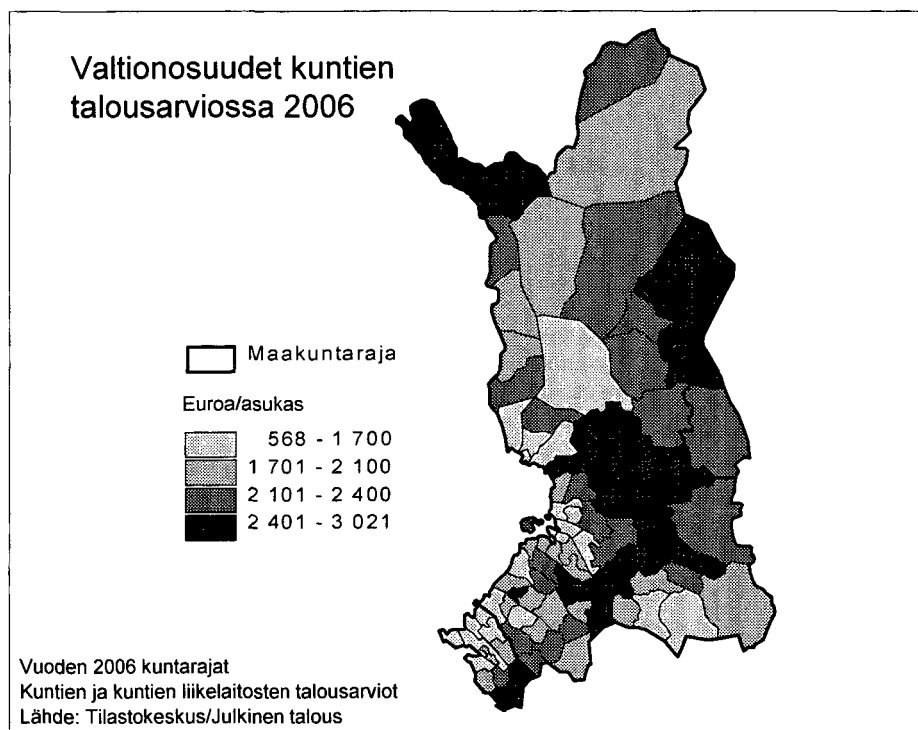 Valtionosuudet kuntien
talousarviossa 2006
Maakuntaraja
Euroa/asukas
568 - 1 700
1 701 - 2 100
2 101 - 2 400
2 401 - 3 021
Vuoden 2006 kuntarajat
Kuntien ja kuntien liikelaitosten talousarviot
Lähde: Tilastokeskus/Julkinen talous